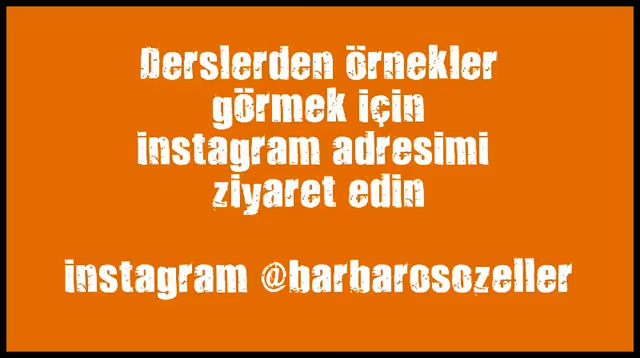 Derslerden örnekler
görmek için
instagram adresimi
ziyaret edin
instagram @barbarosozeller